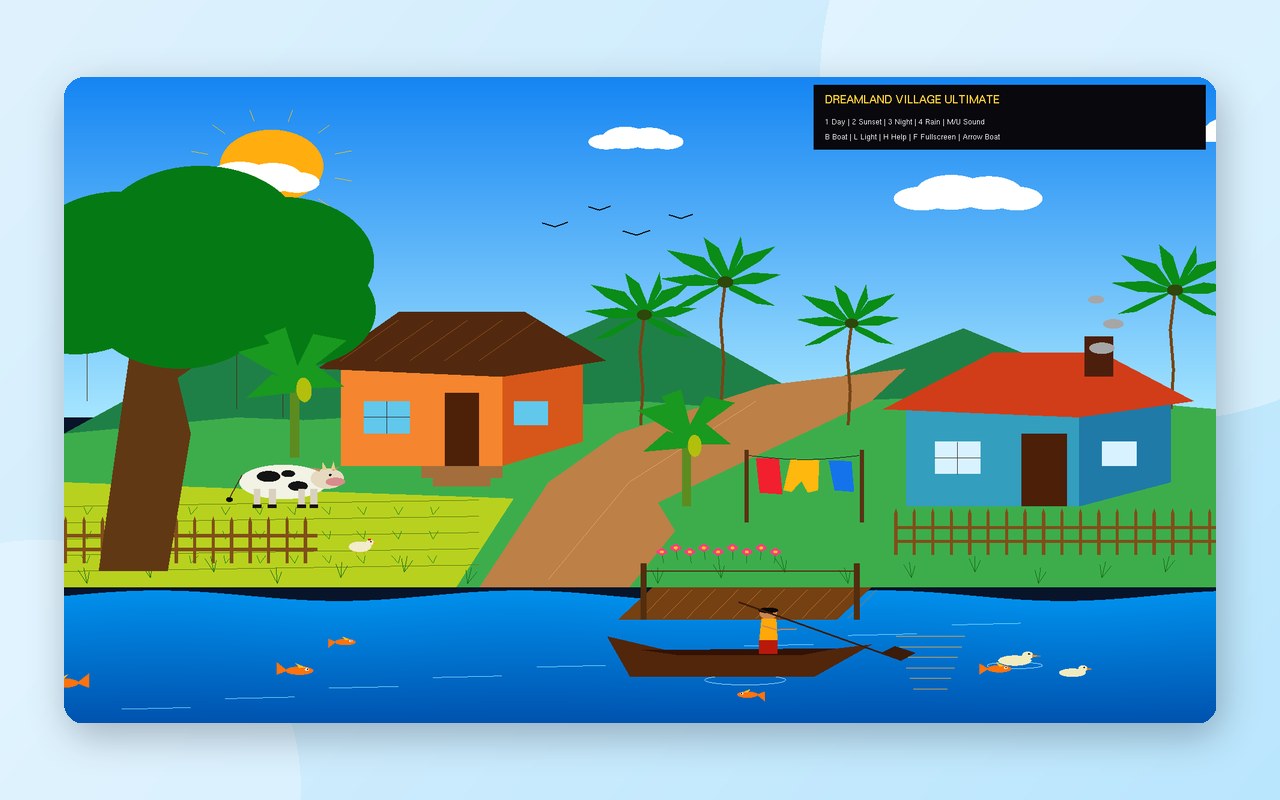 DREAMLAND VILLAGE ULTIMATE
1 Day | 2 Sunset | 3 Night | 4 Rain | M/U Sound
B Boat | L Light | H Help | F Fullscreen | Arrow Boat